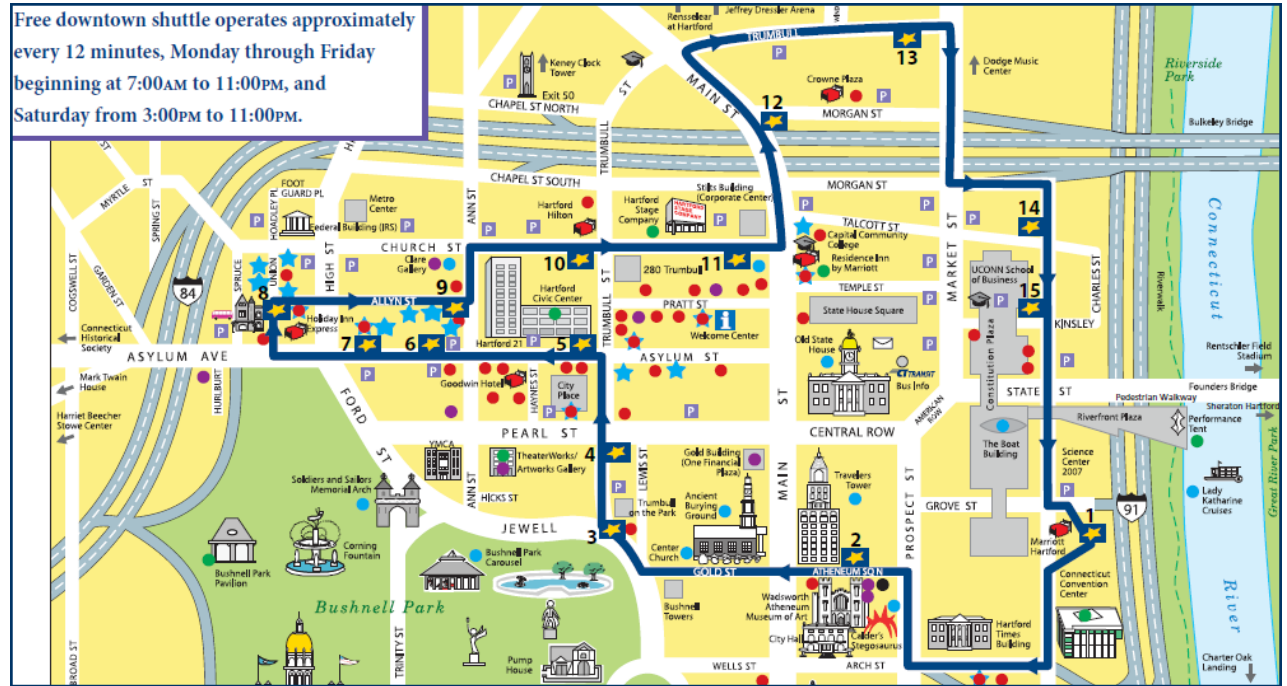 Free downtown shuttle operates approximately
every 12 minutes, Monday through Friday
beginning at 7:00AM to 11:00PM, and
Saturday from 3:00PM to 11:00PM.
Rensselear
at Hartford
Jeffrey Dressler Arena
TRUMBULL
13
P
Keney Clock
Tower
Exit 50
P
CHAPEL ST NORTH
TRUMBULL
ST
MAIN ST
12
Crowne Plaza
P
MORGAN ST
Dodge Music
Center
Riverside
Park
Bulkeley Bridge
ST
MYRTLE
SPRING ST
FOOT
GUARD PL
HOADLEY PL
Metro
Center
Federal Building (IRS)
P
P
ANN ST
CHAPEL ST SOUTH
Hartford
Hilton
P
P
Stilts Building
(Corporate Center)
Hartford
Stage
Company
HARTFORD
STAGE
COMPANY
P
MORGAN ST
P
P
TALCOTT ST
Capital Community
College
Residence Inn
by Marriott
P
MARKET ST
P
14
Connecticut
River
COGSWELL ST
GARDEN ST
84
SPRUCE
UNION
HIGH ST
P
CHURCH ST
Clare
Gallery
9
ALLYN ST
8
Holiday Inn
Express
P
P
10
Hartford
Civic Center
Hartford 21
TRUMBULL ST
280 Trumbull
11
PRATT ST
i
Welcome Center
TEMPLE ST
State House Square
P
UCONN School
of Business
15
CHARLES ST
KINSLEY
Riverwalk
Connecticut
Historical
Society
ASYLUM AVE
7
6
P
5
ASYLUM ST
Old State
House
CTTRANSIT
Bus Info
P
Constitution Plaza
Rentschler Field
Stadium
Mark Twain
House
Harriet Beecher
Stowe Center
HURLBURT
P
FORD ST
P
Goodwin Hotel
HAYNES ST
P
City
Place
AMERICAN
ROW
STATE ST
Founders Bridge
Pedestrian Walkway
Sheraton Hartford
Riverfront Plaza
Performance
Tent
PEARL ST
CENTRAL ROW
The Boat
Building
Science
Center
2007
P
YMCA
TheaterWorks/
Artworks Gallery
4
LEWIS ST
Gold Building
(One Financial
Plaza)
MAIN ST
Travelers
Tower
PROSPECT ST
GROVE ST
91
Lady
Katharine
Cruises
Great River Park
Soldiers and Sailors
Memorial Arch
ANN ST
HICKS ST
Trumbull
on the Park
Ancient
Burying
Ground
JEWELL
3
Center
Church
2
Marriott
Hartford
1
Bushnell Park
Pavilion
Corning
Fountain
Bushnell Park
Carousel
GOLD ST
ATHENEUM SQ N
Connecticut
Convention
Center
Bushnell Park
Bushnell
Towers
Wadsworth
Atheneum
Museum of Art
City Hall
Calder's
Stegosaurus
Hartford
Times
Building
BROAD ST
TRINITY ST
Pump
House
WELLS ST
ARCH ST
Charter Oak
Landing